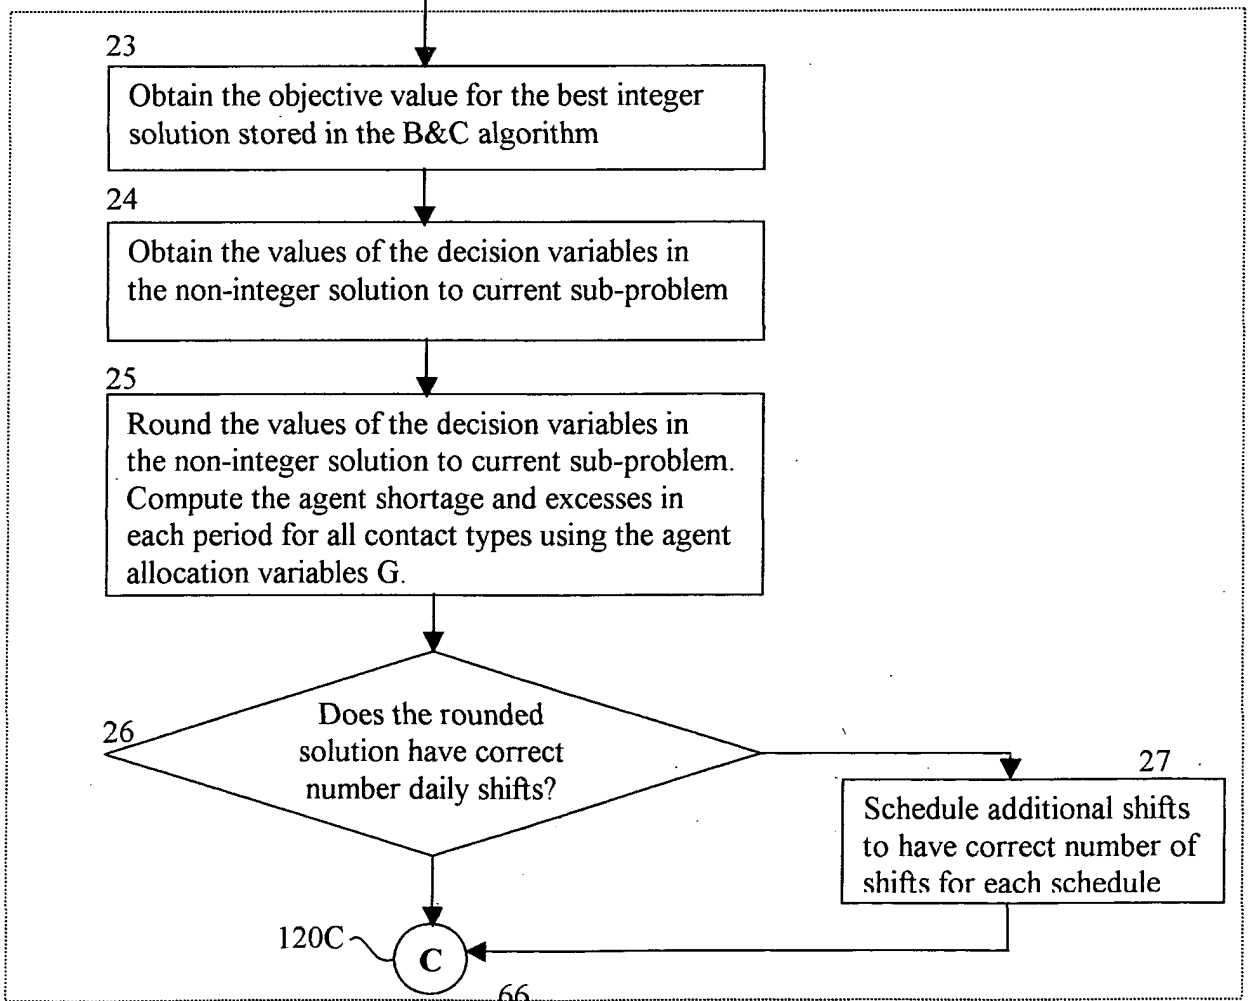 23
Obtain the objective value for the best integer
solution stored in the B&C algorithm
24
Obtain the values of the decision variables in
the non-integer solution to current sub-problem
25
Round the values of the decision variables in
the non-integer solution to current sub-problem.
Compute the agent shortage and excesses in
each period for all contact types using the agent
allocation variables G.
26
Does the rounded
solution have correct
number daily shifts?
27
Schedule additional shifts
to have correct number of
shifts for each schedule
120C
C
66